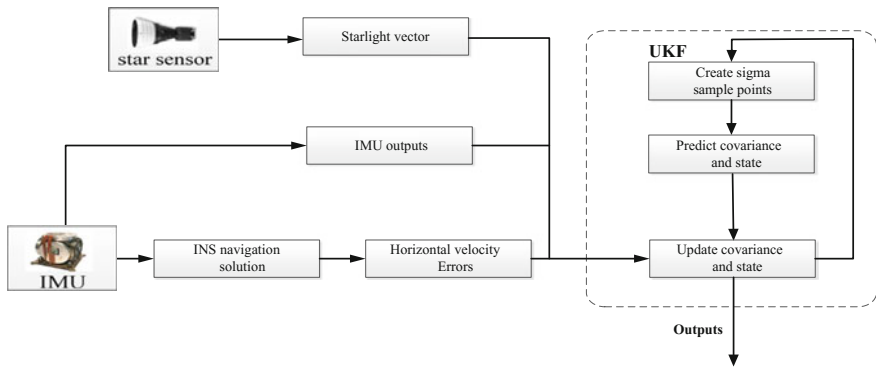 star sensor
Starlight vector
UKF
Create sigma
sample points
IMU outputs
Predict covariance
and state
IMU
INS navigation
solution
Horizontal velocity
Errors
Update covariance
and state
Outputs